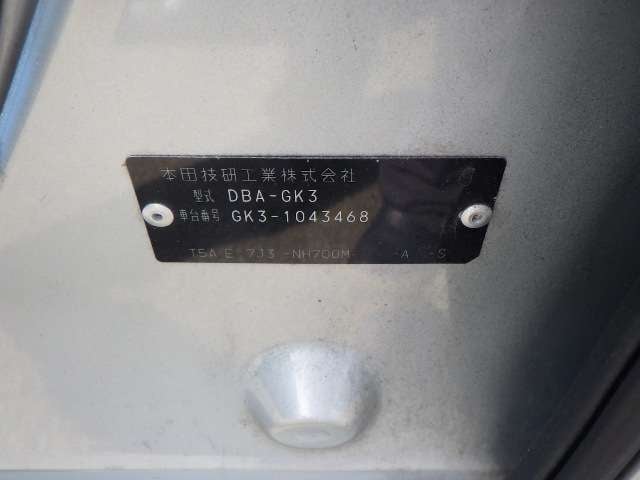 本田技研工業株式会社
型式 DBA-GK3
車台番号 GK3-1043468
T5A E 7J3 -NH700M- -A -S